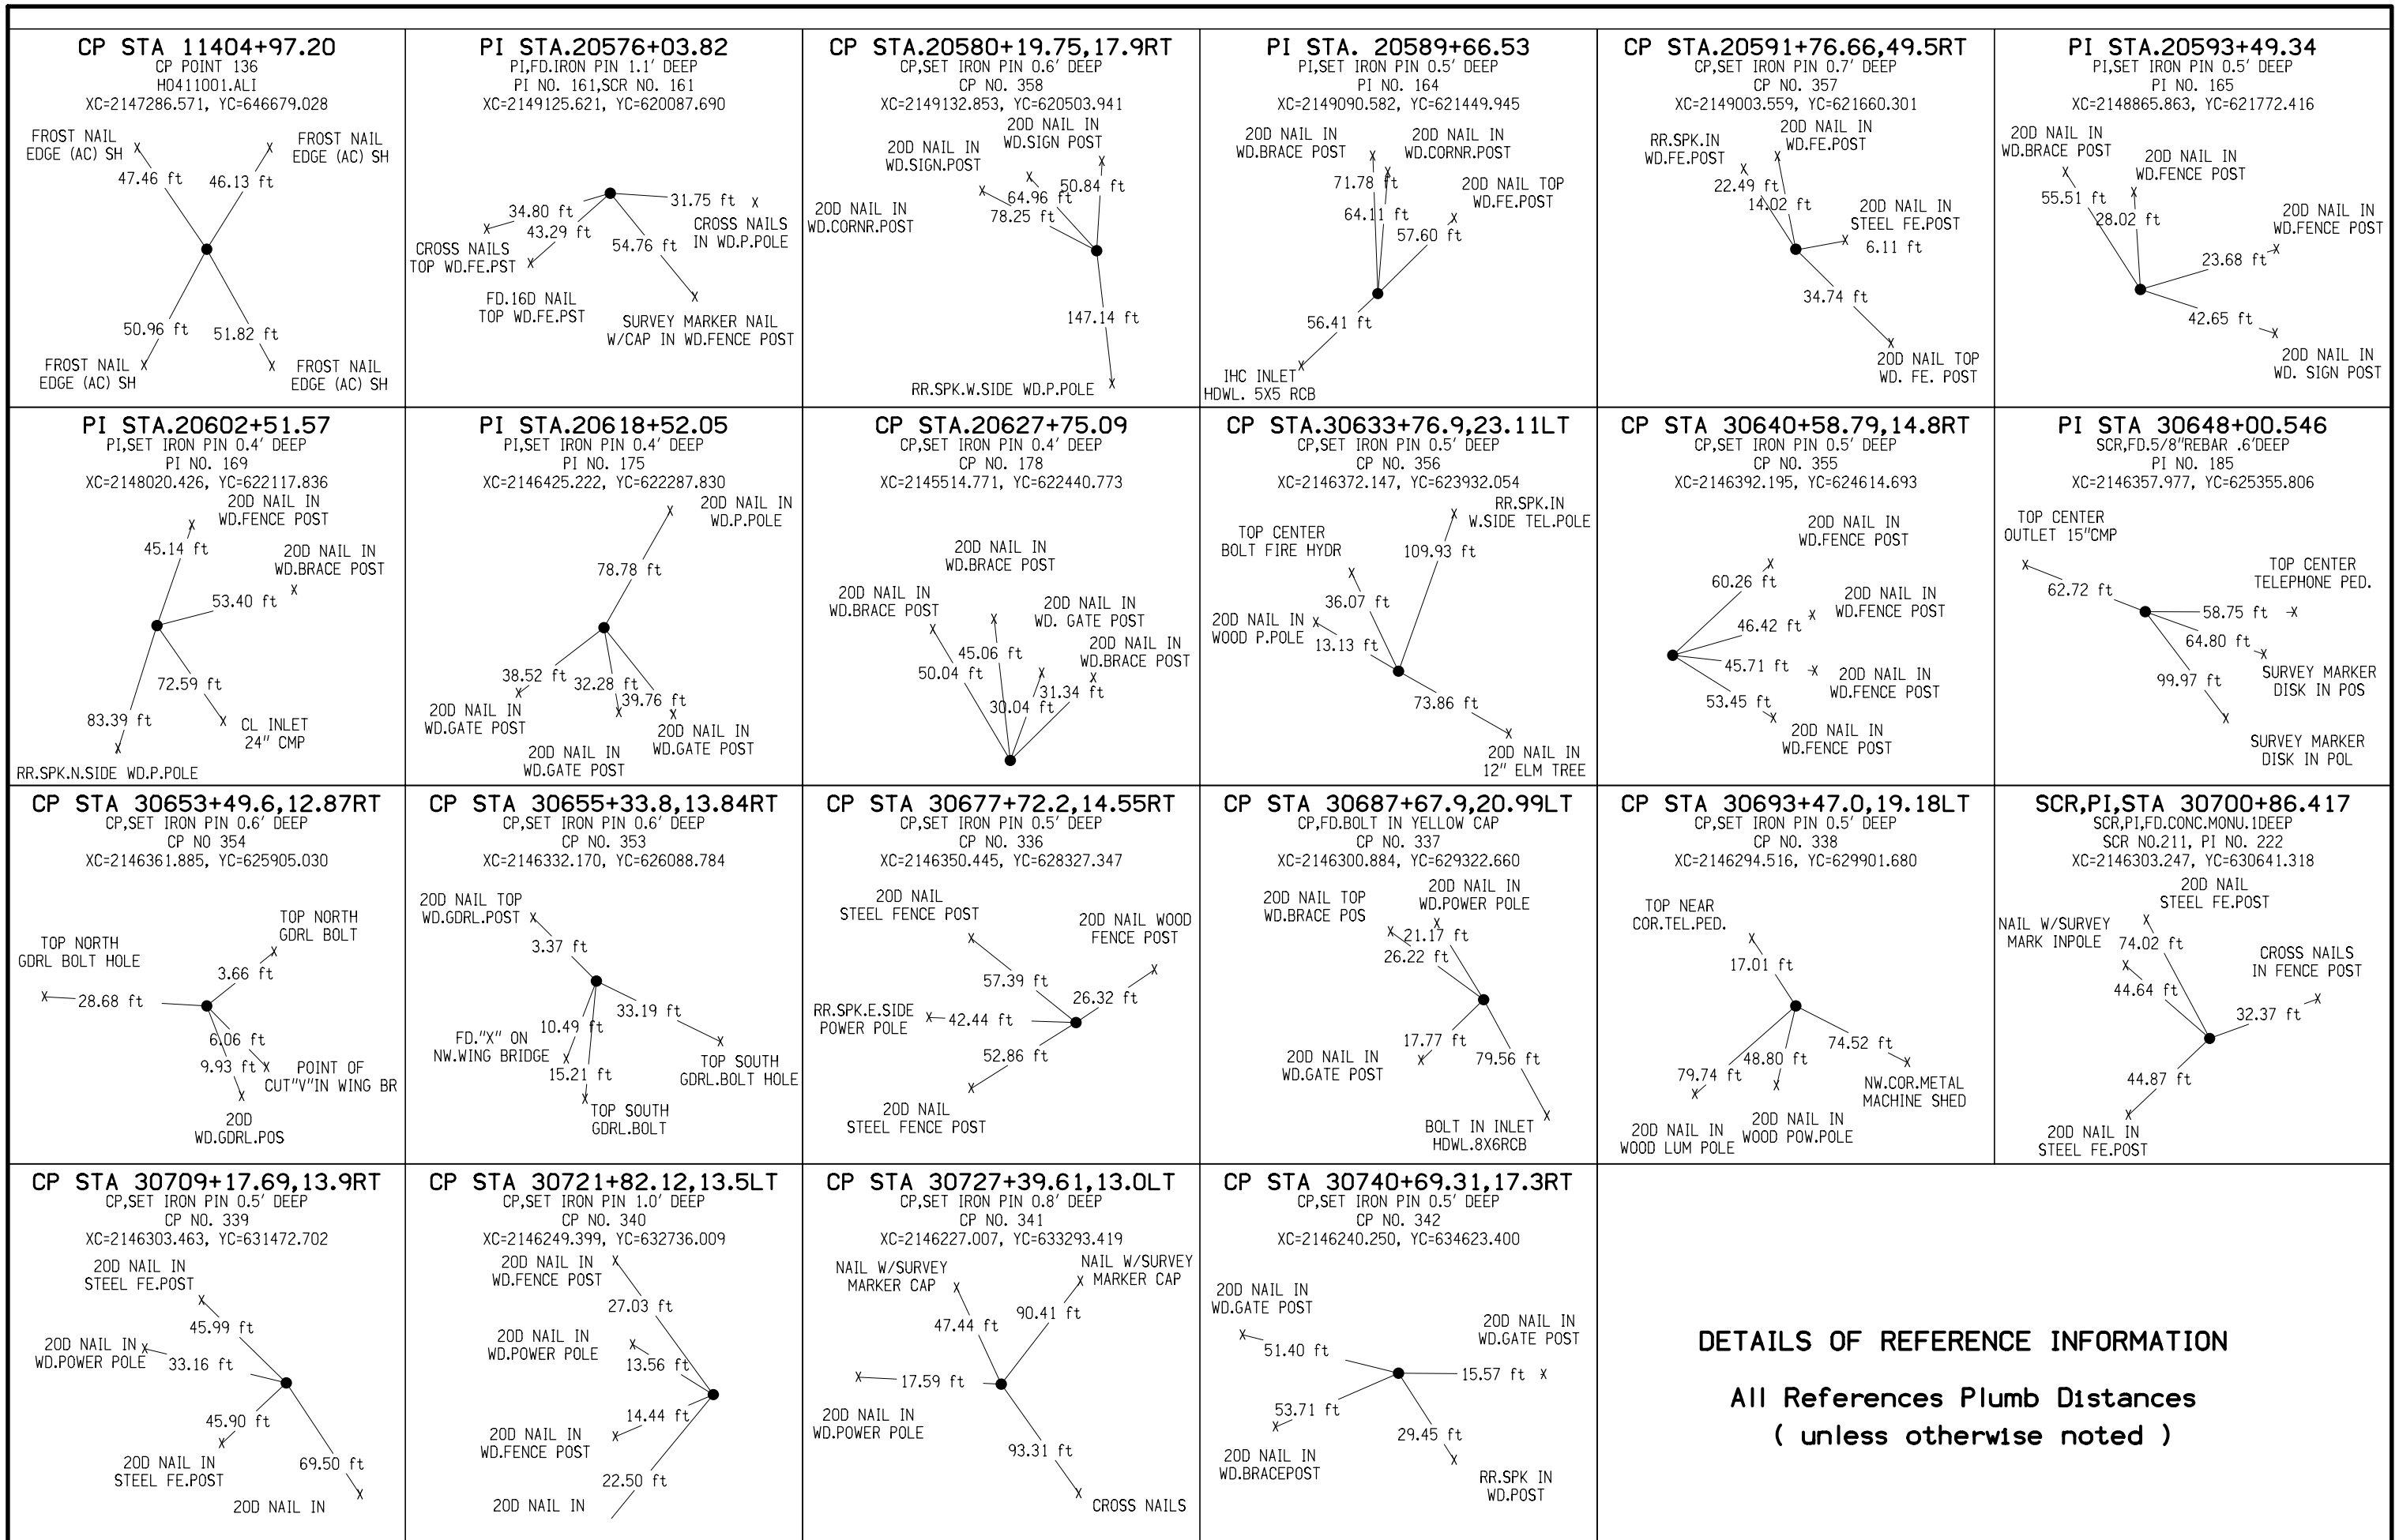 CP STA 11404+97.20
CP POINT 136
H0411001.ALI
XC=2147286.571, YC=646679.028
FROST NAIL
EDGE (AC) SH
FROST NAIL
EDGE (AC) SH
47.46 ft
46.13 ft
50.96 ft
51.82 ft
FROST NAIL
EDGE (AC) SH
FROST NAIL
EDGE (AC) SH
PI STA.20576+03.82
PI,FD.IRON PIN 1.1' DEEP
PI NO. 161,SCR NO. 161
XC=2149125.621, YC=620087.690
34.80 ft
43.29 ft
31.75 ft
54.76 ft
CROSS NAILS
TOP WD.FE.PST
CROSS NAILS
IN WD.P.POLE
FD.16D NAIL
TOP WD.FE.PST
SURVEY MARKER NAIL
W/CAP IN WD.FENCE POST
CP STA.20580+19.75,17.9RT
CP,SET IRON PIN 0.6' DEEP
CP NO. 358
XC=2149132.853, YC=620503.941
20D NAIL IN
WD.SIGN POST
20D NAIL IN
WD.SIGN.POST
20D NAIL IN
WD.CORNR.POST
50.84 ft
64.96 ft
78.25 ft
147.14 ft
RR.SPK.W.SIDE WD.P.POLE
PI STA. 20589+66.53
PI,SET IRON PIN 0.5' DEEP
PI NO. 164
XC=2149090.582, YC=621449.945
20D NAIL IN
WD.BRACE POST
20D NAIL IN
WD.CORNR.POST
20D NAIL TOP
WD.FE.POST
71.78 ft
64.11 ft
57.60 ft
56.41 ft
IHC INLET
HDWL. 5X5 RCB
CP STA.20591+76.66,49.5RT
CP,SET IRON PIN 0.7' DEEP
CP NO. 357
XC=2149003.559, YC=621660.301
RR.SPK.IN
WD.FE.POST
20D NAIL IN
WD.FE.POST
22.49 ft
14.02 ft
20D NAIL IN
STEEL FE.POST
6.11 ft
34.74 ft
20D NAIL TOP
WD. FE. POST
PI STA.20593+49.34
PI,SET IRON PIN 0.5' DEEP
PI NO. 165
XC=2148865.863, YC=621772.416
20D NAIL IN
WD.BRACE POST
20D NAIL IN
WD.FENCE POST
20D NAIL IN
WD.FENCE POST
55.51 ft
28.02 ft
23.68 ft
42.65 ft
20D NAIL IN
WD. SIGN POST
PI STA.20602+51.57
PI,SET IRON PIN 0.4' DEEP
PI NO. 169
XC=2148020.426, YC=622117.836
20D NAIL IN
WD.FENCE POST
45.14 ft
20D NAIL IN
WD.BRACE POST
53.40 ft
72.59 ft
83.39 ft
CL INLET
24" CMP
RR.SPK.N.SIDE WD.P.POLE
PI STA.20618+52.05
PI,SET IRON PIN 0.4' DEEP
PI NO. 175
XC=2146425.222, YC=622287.830
20D NAIL IN
WD.P.POLE
78.78 ft
38.52 ft
32.28 ft
39.76 ft
20D NAIL IN
WD.GATE POST
20D NAIL IN
WD.GATE POST
20D NAIL IN
WD.GATE POST
CP STA.20627+75.09
CP,SET IRON PIN 0.4' DEEP
CP NO. 178
XC=2145514.771, YC=622440.773
20D NAIL IN
WD.BRACE POST
20D NAIL IN
WD.BRACE POST
20D NAIL IN
WD. GATE POST
20D NAIL IN
WD.BRACE POST
45.06 ft
50.04 ft
31.34 ft
30.04 ft
CP STA.30633+76.9,23.11LT
CP,SET IRON PIN 0.5' DEEP
CP NO. 356
XC=2146372.147, YC=623932.054
RR.SPK.IN
W.SIDE TEL.POLE
TOP CENTER
BOLT FIRE HYDR
109.93 ft
36.07 ft
20D NAIL IN
WOOD P.POLE
13.13 ft
73.86 ft
20D NAIL IN
12" ELM TREE
CP STA 30640+58.79,14.8RT
CP,SET IRON PIN 0.5' DEEP
CP NO. 355
XC=2146392.195, YC=624614.693
20D NAIL IN
WD.FENCE POST
60.26 ft
20D NAIL IN
WD.FENCE POST
46.42 ft
45.71 ft
20D NAIL IN
WD.FENCE POST
53.45 ft
20D NAIL IN
WD.FENCE POST
PI STA 30648+00.546
SCR,FD.5/8"REBAR .6'DEEP
PI NO. 185
XC=2146357.977, YC=625355.806
TOP CENTER
OUTLET 15"CMP
TOP CENTER
TELEPHONE PED.
62.72 ft
58.75 ft
64.80 ft
99.97 ft
SURVEY MARKER
DISK IN POS
SURVEY MARKER
DISK IN POL
CP STA 30653+49.6,12.87RT
CP,SET IRON PIN 0.6' DEEP
CP NO 354
XC=2146361.885, YC=625905.030
TOP NORTH
GDRL BOLT
TOP NORTH
GDRL BOLT HOLE
3.66 ft
28.68 ft
6.06 ft
9.93 ft
POINT OF
CUT"V"IN WING BR
20D
WD.GDRL.POS
CP STA 30655+33.8,13.84RT
CP,SET IRON PIN 0.6' DEEP
CP NO. 353
XC=2146332.170, YC=626088.784
20D NAIL TOP
WD.GDRL.POST
3.37 ft
33.19 ft
10.49 ft
FD."X" ON
NW.WING BRIDGE
15.21 ft
TOP SOUTH
GDRL.BOLT HOLE
TOP SOUTH
GDRL.BOLT
CP STA 30677+72.2,14.55RT
CP,SET IRON PIN 0.5' DEEP
CP NO. 336
XC=2146350.445, YC=628327.347
20D NAIL
STEEL FENCE POST
20D NAIL WOOD
FENCE POST
57.39 ft
26.32 ft
RR.SPK.E.SIDE
POWER POLE
42.44 ft
52.86 ft
20D NAIL
STEEL FENCE POST
CP STA 30687+67.9,20.99LT
CP,FD.BOLT IN YELLOW CAP
CP NO. 337
XC=2146300.884, YC=629322.660
20D NAIL TOP
WD.BRACE POS
20D NAIL IN
WD.POWER POLE
21.17 ft
26.22 ft
17.77 ft
20D NAIL IN
WD.GATE POST
79.56 ft
BOLT IN INLET
HDWL.8X6RCB
CP STA 30693+47.0,19.18LT
CP,SET IRON PIN 0.5' DEEP
CP NO. 338
XC=2146294.516, YC=629901.680
TOP NEAR
COR.TEL.PED.
17.01 ft
74.52 ft
48.80 ft
79.74 ft
NW.COR.METAL
MACHINE SHED
20D NAIL IN
WOOD LUM POLE
20D NAIL IN
WOOD POW.POLE
SCR,PI,STA 30700+86.417
SCR,PI,FD.CONC.MONU.1DEEP
SCR NO.211, PI NO. 222
XC=2146303.247, YC=630641.318
20D NAIL
STEEL FE.POST
NAIL W/SURVEY
MARK INPOLE
74.02 ft
CROSS NAILS
IN FENCE POST
44.64 ft
32.37 ft
44.87 ft
20D NAIL IN
STEEL FE.POST
CP STA 30709+17.69,13.9RT
CP,SET IRON PIN 0.5' DEEP
CP NO. 339
XC=2146303.463, YC=631472.702
20D NAIL IN
STEEL FE.POST
45.99 ft
20D NAIL IN
WD.POWER POLE
33.16 ft
45.90 ft
20D NAIL IN
STEEL FE.POST
69.50 ft
20D NAIL IN
CP STA 30721+82.12,13.5LT
CP,SET IRON PIN 1.0' DEEP
CP NO. 340
XC=2146249.399, YC=632736.009
20D NAIL IN
WD.FENCE POST
27.03 ft
20D NAIL IN
WD.POWER POLE
13.56 ft
14.44 ft
20D NAIL IN
WD.FENCE POST
22.50 ft
20D NAIL IN
CP STA 30727+39.61,13.0LT
CP,SET IRON PIN 0.8' DEEP
CP NO. 341
XC=2146227.007, YC=633293.419
NAIL W/SURVEY
MARKER CAP
NAIL W/SURVEY
MARKER CAP
47.44 ft
90.41 ft
17.59 ft
20D NAIL IN
WD.POWER POLE
93.31 ft
CROSS NAILS
CP STA 30740+69.31,17.3RT
CP,SET IRON PIN 0.5' DEEP
CP NO. 342
XC=2146240.250, YC=634623.400
20D NAIL IN
WD.GATE POST
20D NAIL IN
WD.GATE POST
51.40 ft
15.57 ft
53.71 ft
29.45 ft
20D NAIL IN
WD.BRACEPOST
RR.SPK IN
WD.POST
DETAILS OF REFERENCE INFORMATION
All References Plumb Distances
( unless otherwise noted )